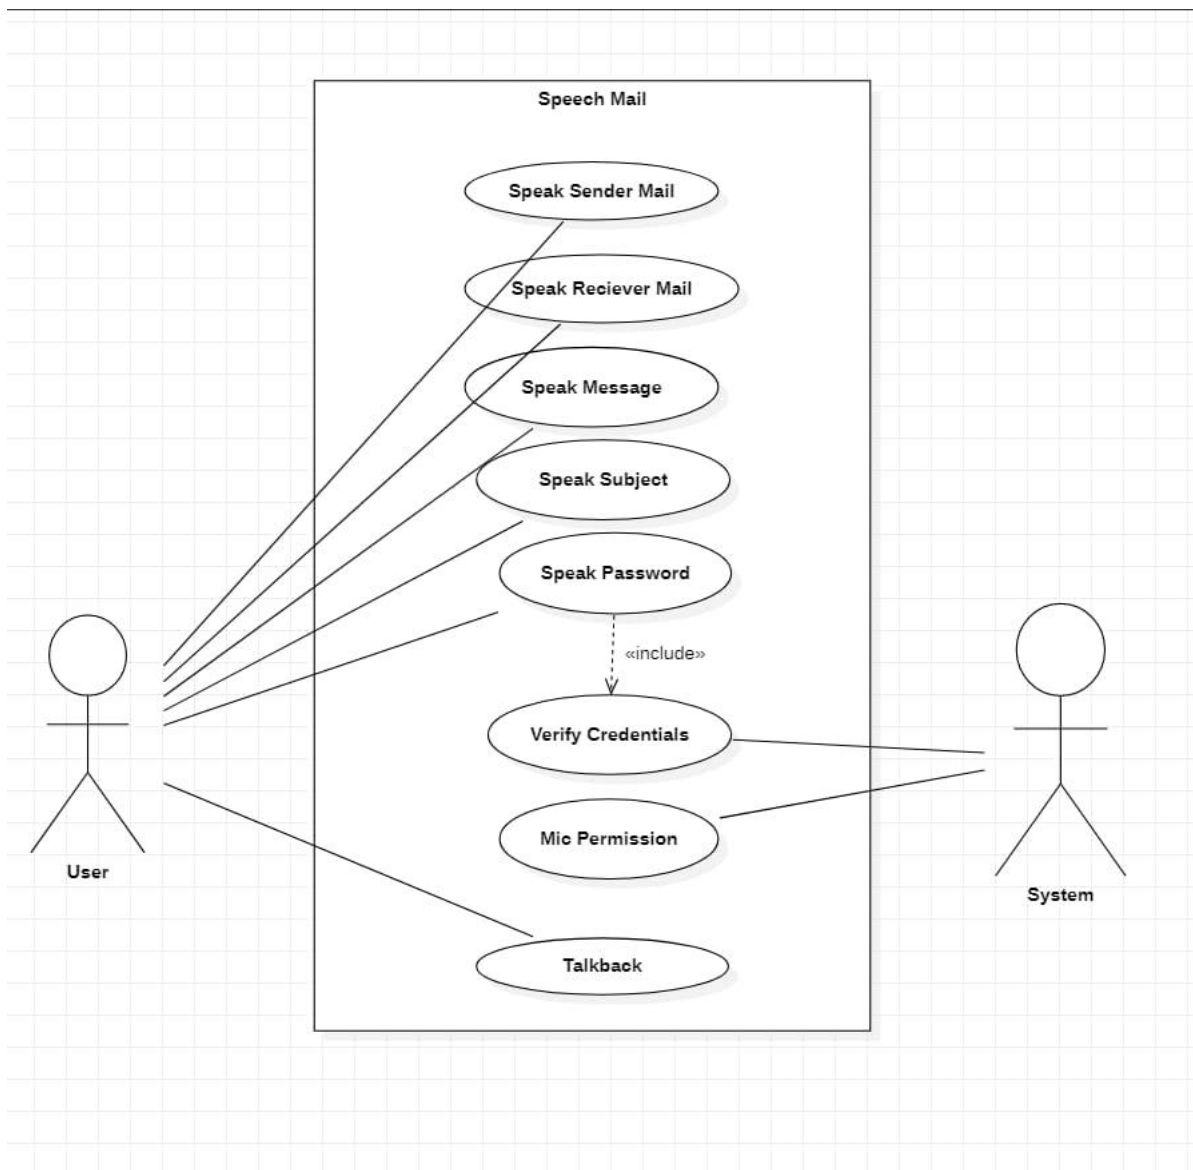 Speech Mail
Speak Sender Mail
Speak Reciever Mail
Speak Message
Speak Subject
Speak Password
«include»
Verify Credentials
Mic Permission
Talkback
User
System